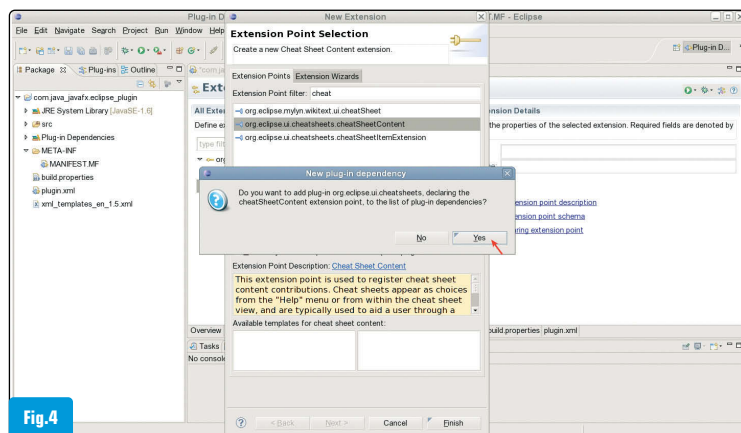 Plug-in D
New Extension
T.MF - Eclipse
File Edit Navigate Search Project Run Window Help
Extension Point Selection
Create a new Cheat Sheet Content extension.
Plug-in D...
Package Plug-ins Outline
*com.ja
Extension Points Extension Wizards
Exte
Extension Point filter: cheat
com.java_javafx.eclipse_plugin
JRE System Library [JavaSE-1.6]
src
Plug-in Dependencies
META-INF
MANIFEST.MF
build.properties
plugin.xml
xml_templates_en_1.5.xml
All Exter
nsion Details
Define ex
the properties of the selected extension. Required fields are denoted by
type filt
org
org.eclipse.mylyn.wikitext.ui.cheatSheet
org.eclipse.ui.cheatsheets.cheatSheetContent
org.eclipse.ui.cheatsheets.cheatSheetItemExtension
New plug-in dependency
Do you want to add plug-in org.eclipse.ui.cheatsheets, declaring the
cheatSheetContent extension point, to the list of plug-in dependencies?
No Yes
ension point description
ension point schema
aring extension point
Extension Point Description: Cheat Sheet Content
This extension point is used to register cheat sheet
content contributions. Cheat sheets appear as choices
from the "Help" menu or from within the cheat sheet
view, and are typically used to aid a user through a
Available templates for cheat sheet content:
Overview
build.properties plugin.xml
Tasks
No console
< Back Next > Cancel Finish
Fig.4